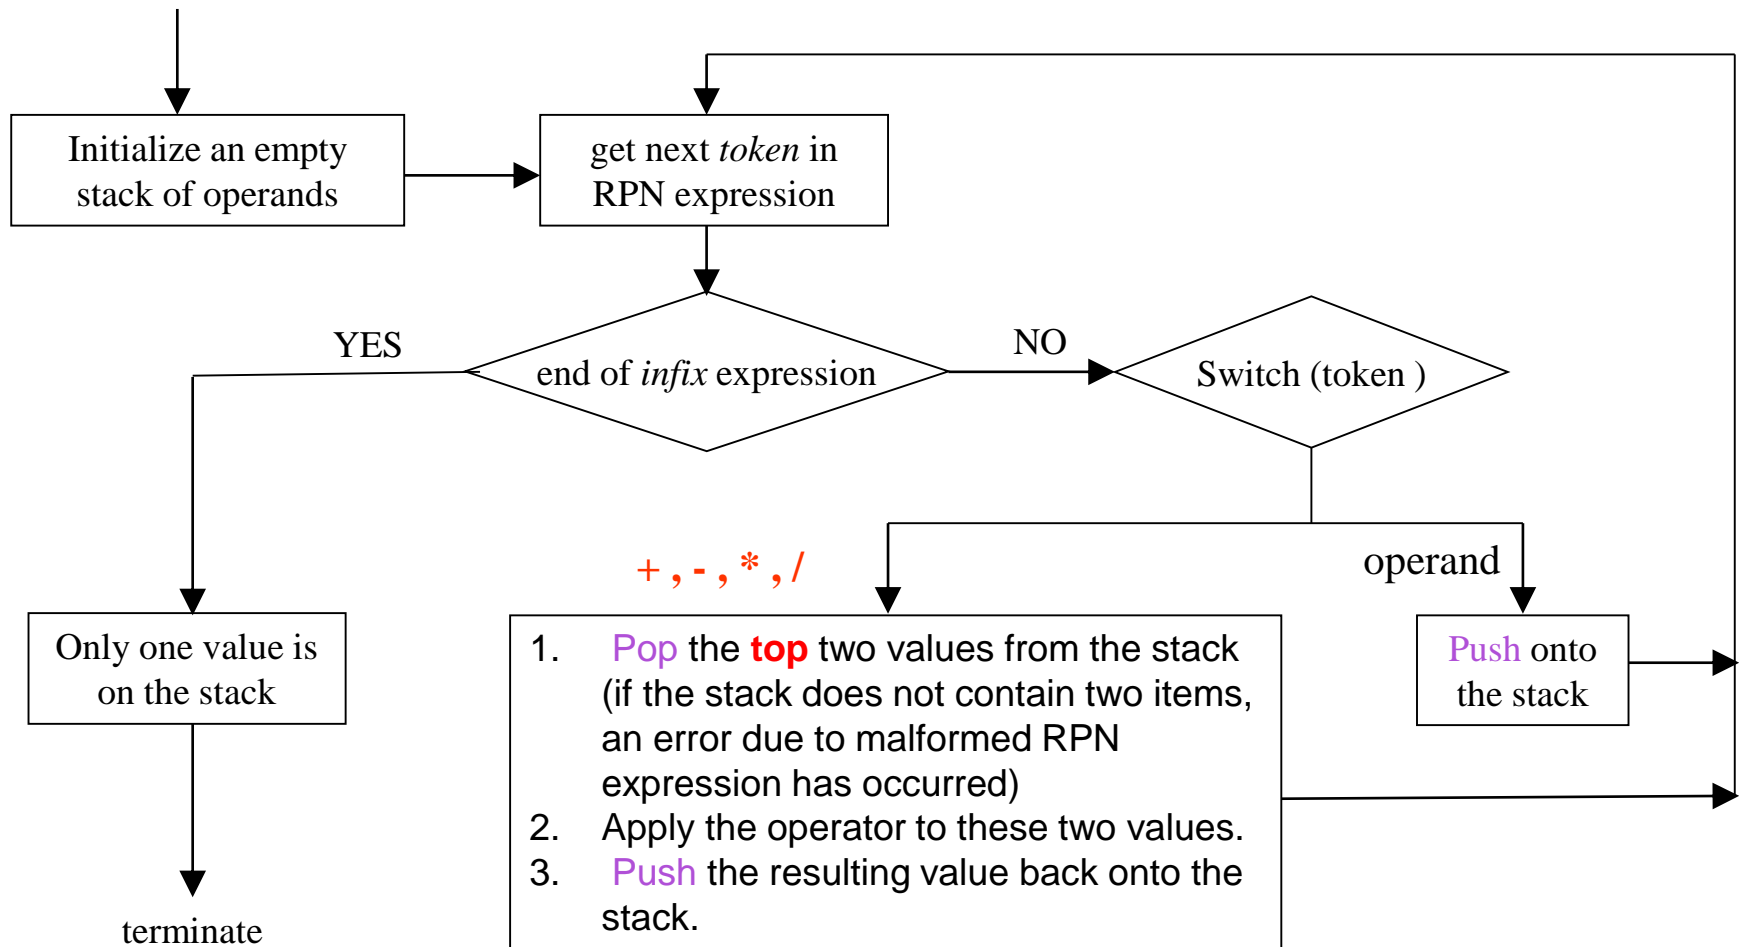 Initialize an empty
stack of operands
get next token in
RPN expression
YES
end of infix expression
NO
Switch (token )
+ , - , * , /
operand
Only one value is
on the stack
1. Pop the top two values from the stack
(if the stack does not contain two items,
an error due to malformed RPN
expression has occurred)
2. Apply the operator to these two values.
3. Push the resulting value back onto the
stack.
Push onto
the stack
terminate